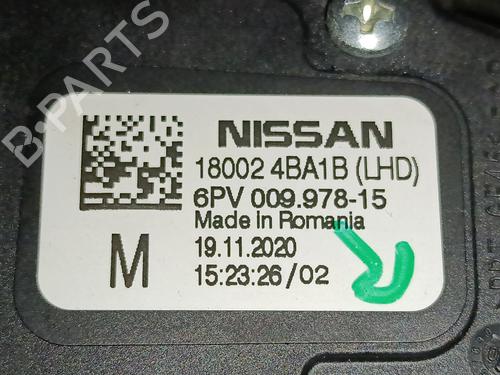 NISSAN
18002 4BA1B (LHD)
6PV 009.978-15
Made in Romania
19.11.2020
M
15:23:26/02
B-PARTS